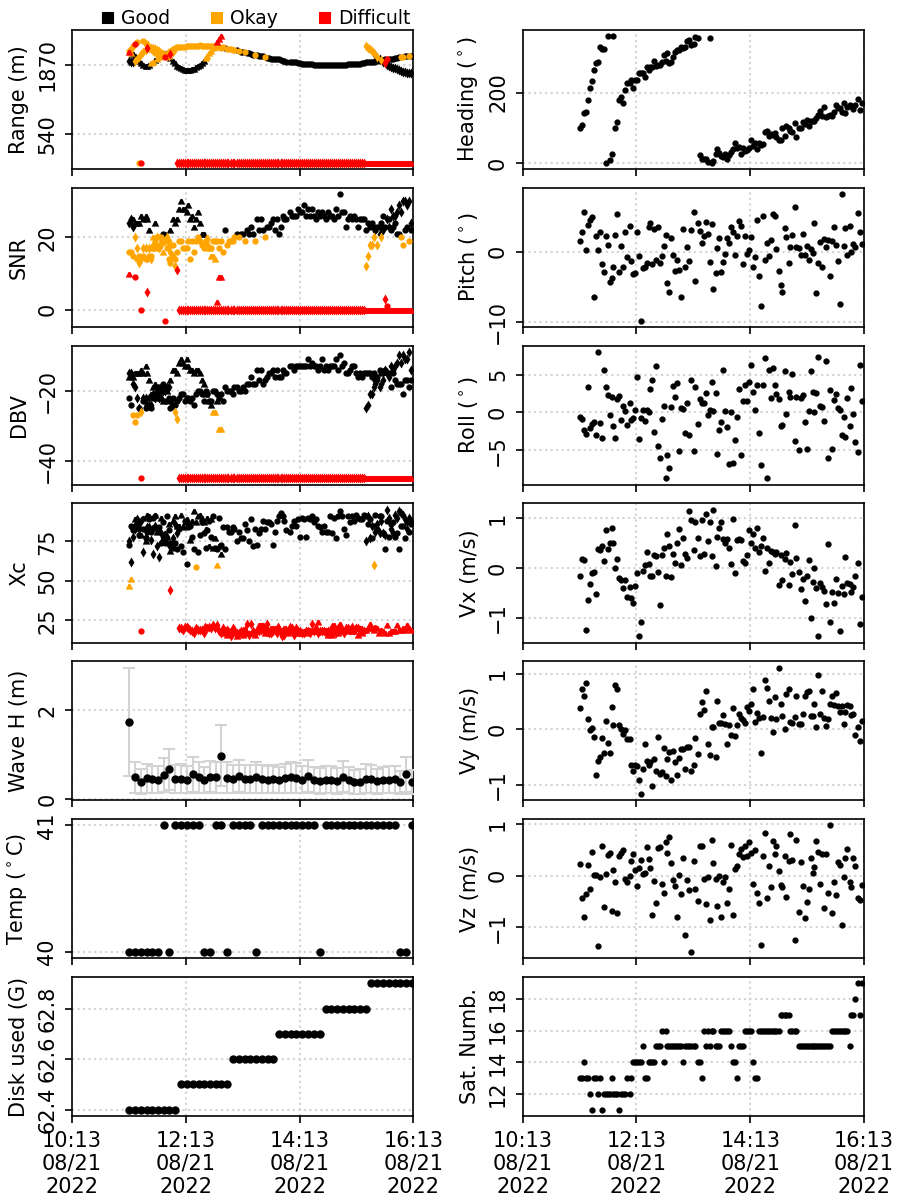 Good Okay Difficult
Range (m)
1870
540
Heading (°)
200
0
SNR
20
0
Pitch (°)
0
−10
DBV
−20
−40
Roll (°)
5
0
−5
Xc
75
50
25
Vx (m/s)
1
0
−1
Wave H (m)
2
0
Vy (m/s)
1
0
−1
Temp (°C)
41
40
Vz (m/s)
1
0
−1
Disk used (G)
62.8
62.6
62.4
Sat. Numb.
18
16
14
12
10:13 12:13 14:13 16:13
08/21 08/21 08/21 08/21
2022 2022 2022 2022
10:13 12:13 14:13 16:13
08/21 08/21 08/21 08/21
2022 2022 2022 2022